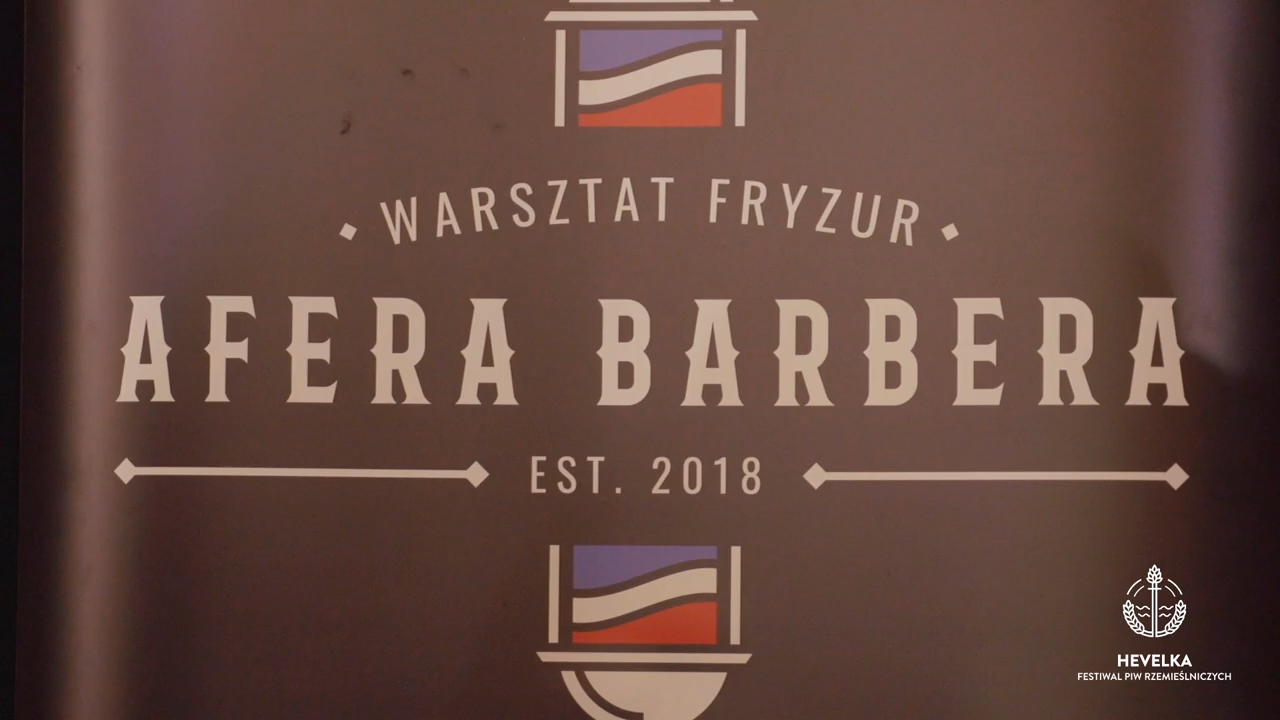 WARSZTAT FRYZUR
AFERA BARBERA
EST. 2018
HEVELKA
FESTIWAL PIW RZEMIEŚLNICZYCH